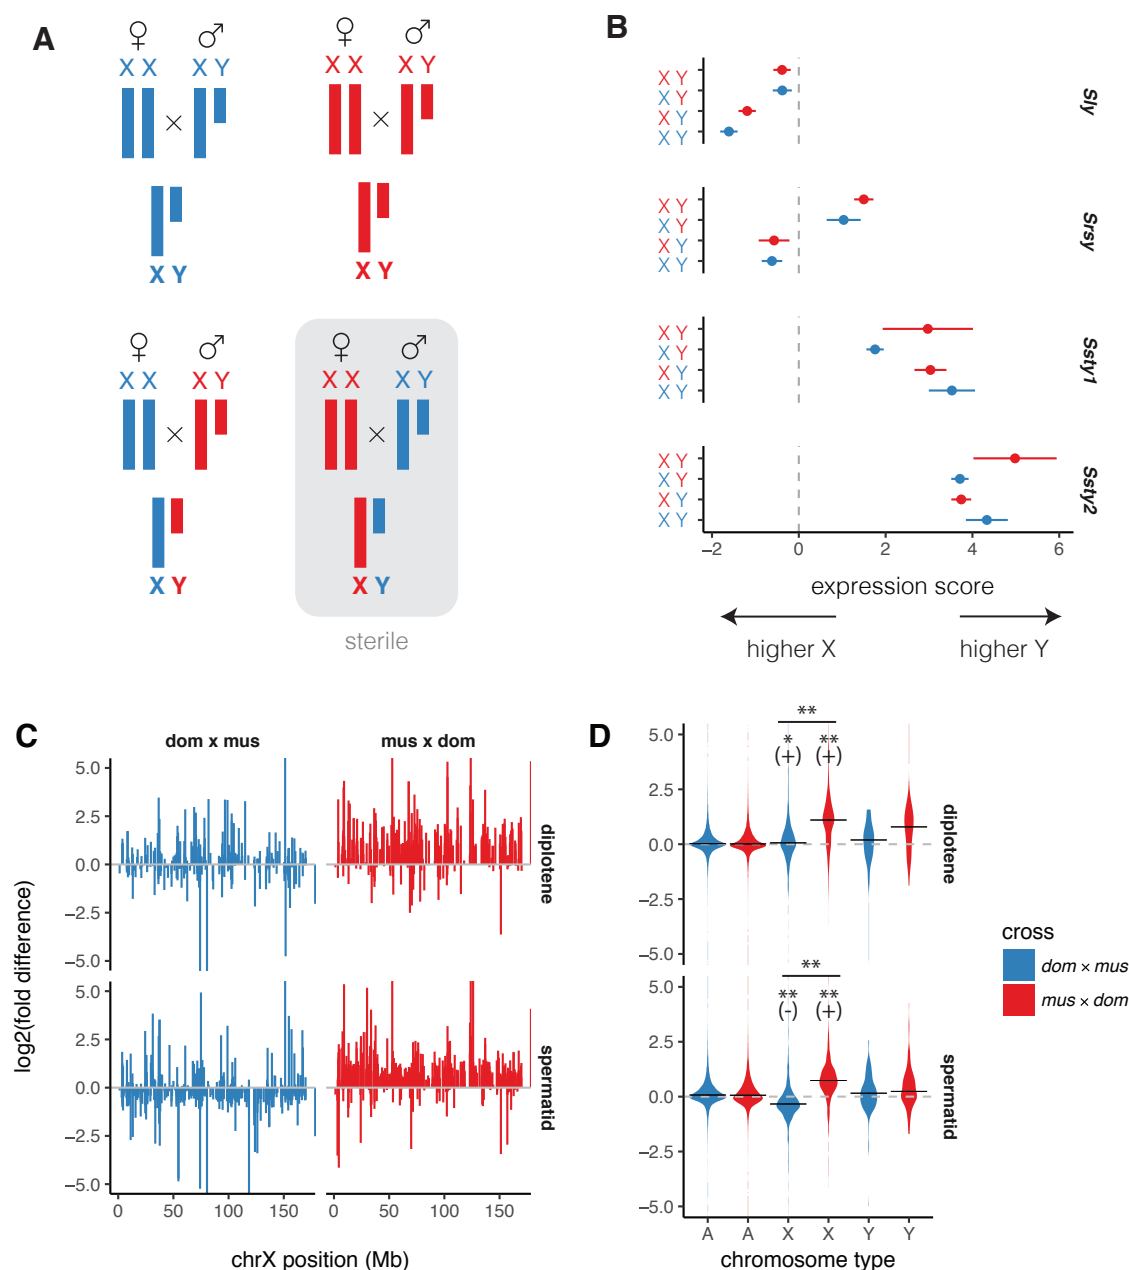 A
♀ ♂ ♀ ♂
X X X Y X X X Y
× ×
X Y X Y
♀ ♂ ♀ ♂
X X X Y X X X Y
× ×
X Y X Y
sterile
B
X Y
X Y
X Y
X Y
Sly
X Y
X Y
X Y
X Y
Srsy
X Y
X Y
X Y
X Y
Ssty1
X Y
X Y
X Y
X Y
Ssty2
−2 0 2 4 6
expression score
higher X higher Y
C
dom x mus mus x dom
5.0
2.5
0.0
−2.5
−5.0
diplotene
5.0
2.5
0.0
−2.5
−5.0
spermatid
log2(fold difference)
0 50 100 150 0 50 100 150
chrX position (Mb)
D
**
* **
(+) (+)
5.0
2.5
0.0
−2.5
−5.0
diplotene
**
** **
(-) (+)
5.0
2.5
0.0
−2.5
−5.0
spermatid
A A X X Y Y
chromosome type
cross
dom × mus
mus × dom